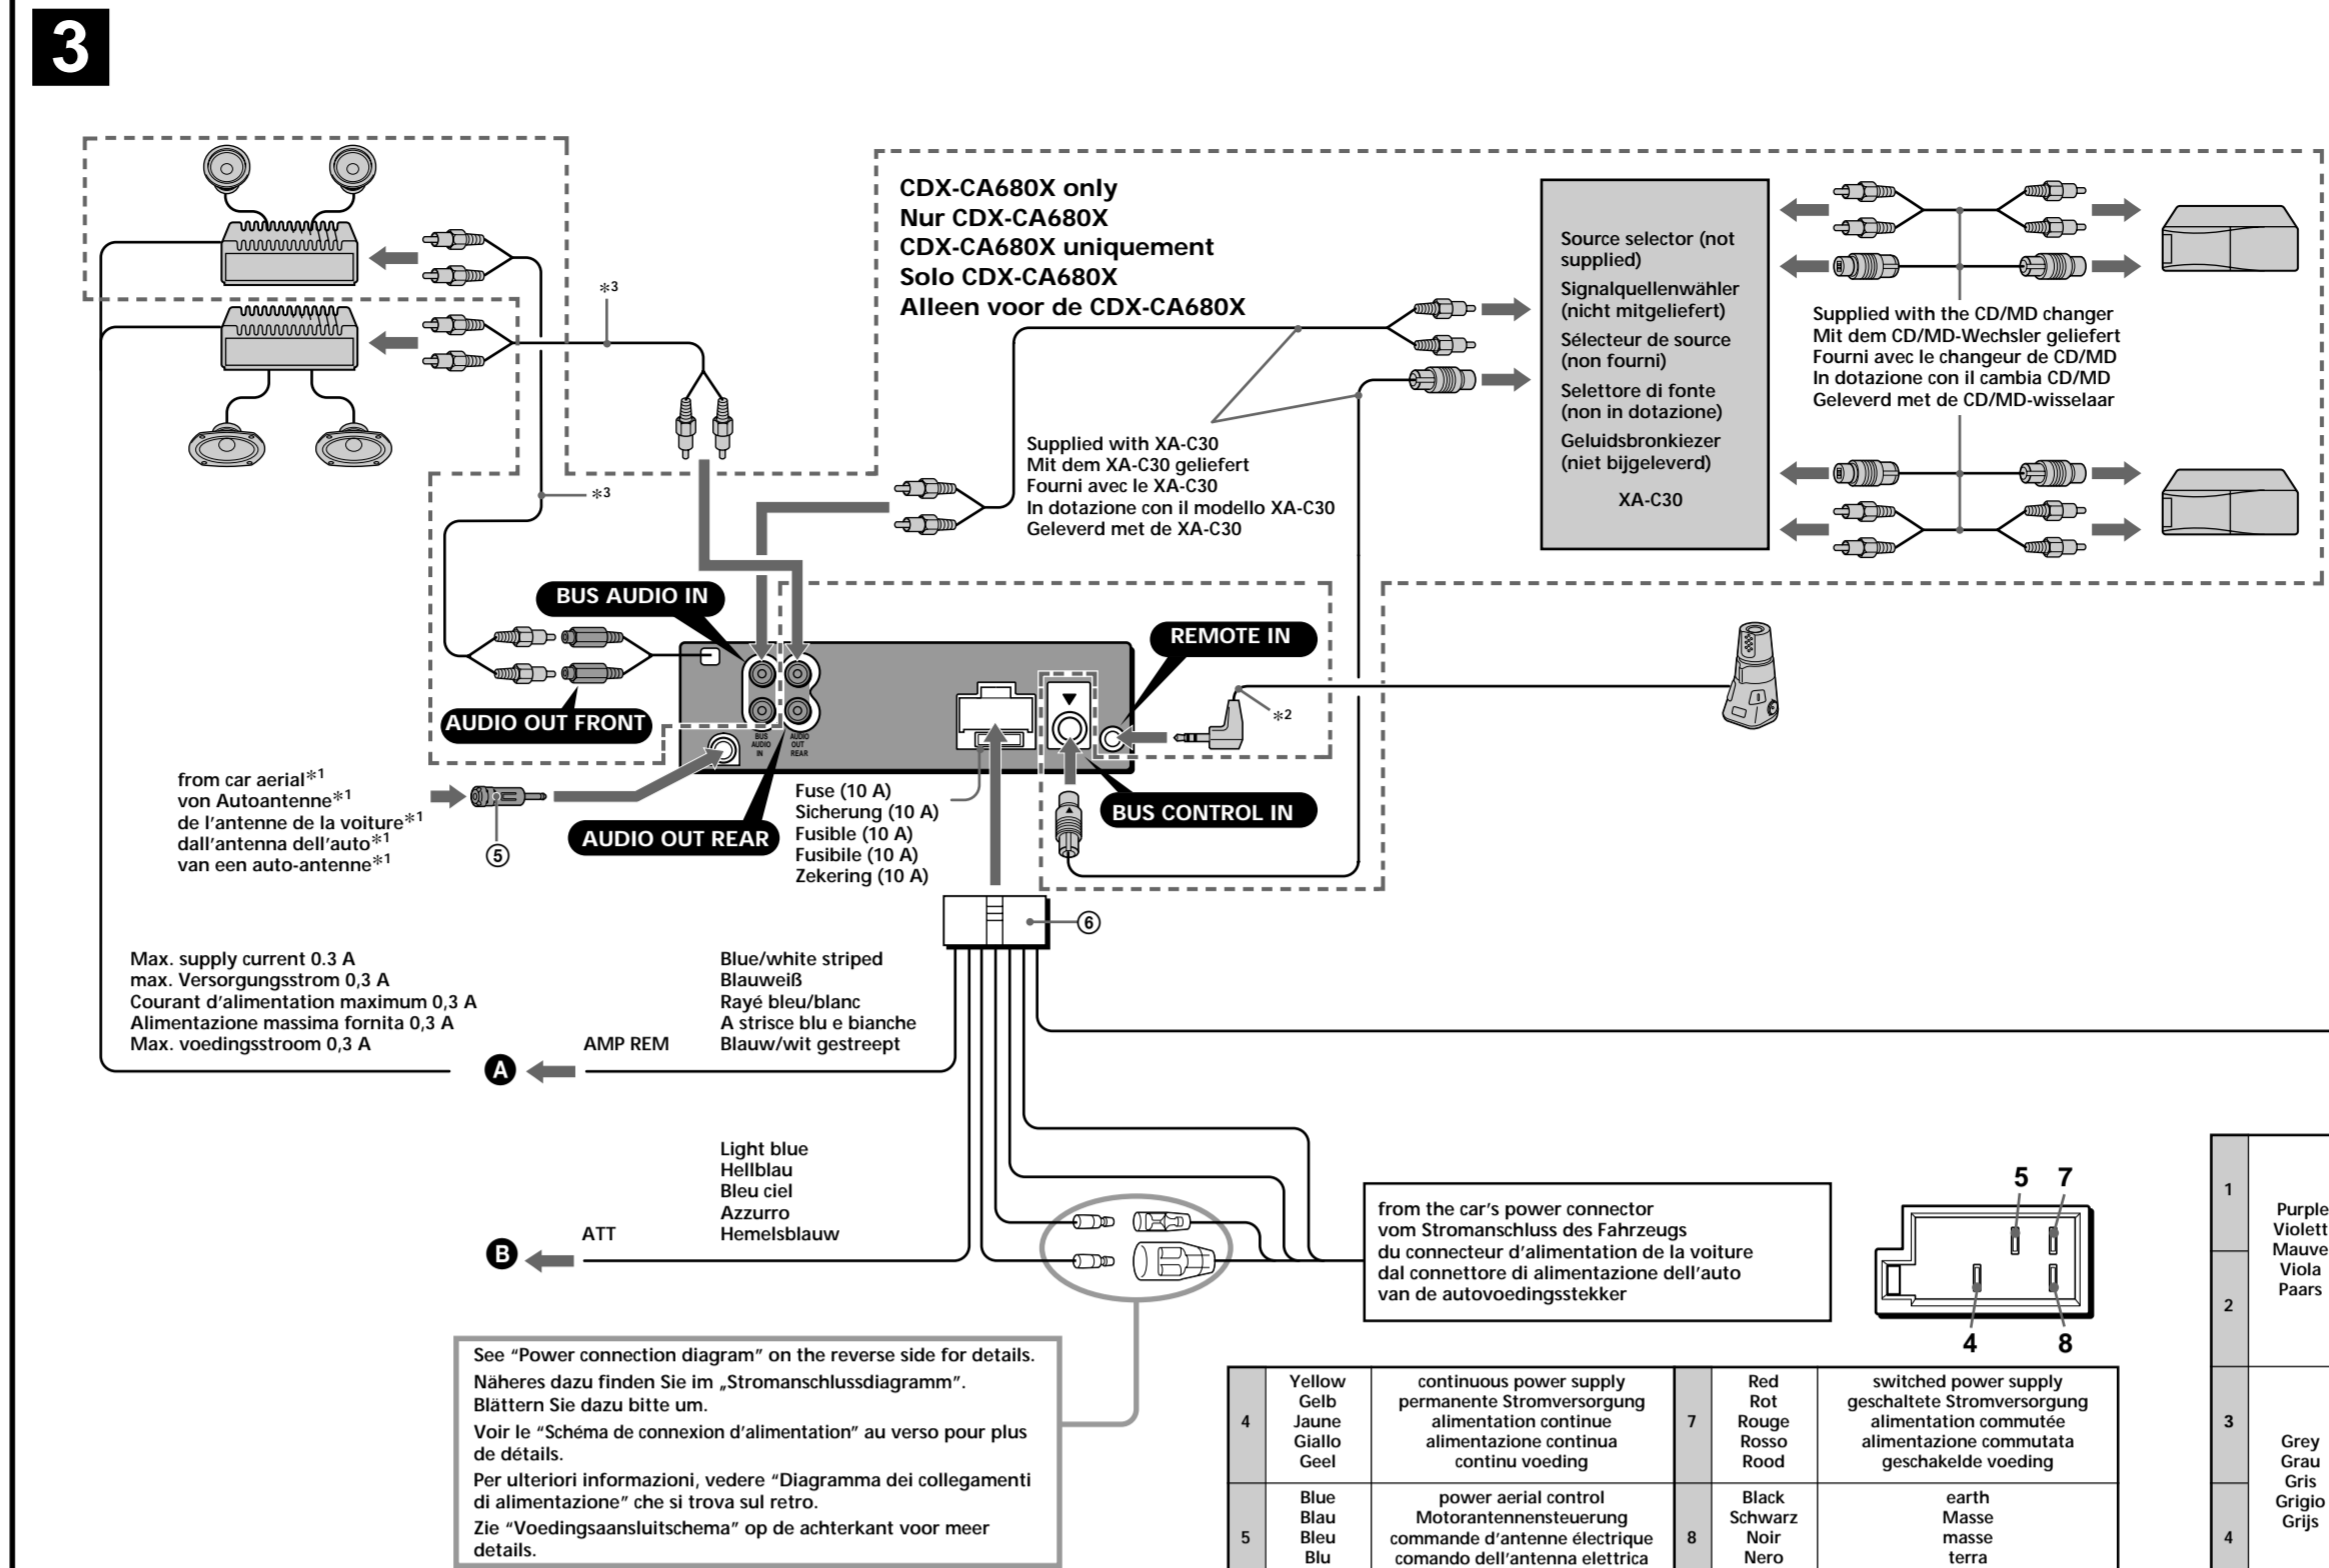 3
CDX-CA680X only
Nur CDX-CA680X
CDX-CA680X uniquement
Solo CDX-CA680X
Alleen voor de CDX-CA680X
*3
*3
Source selector (not
supplied)
Signalquellenwähler
(nicht mitgeliefert)
Sélecteur de source
(non fourni)
Selettore di fonte
(non in dotazione)
Geluidsbronkiezer
(niet bijgeleverd)
XA-C30
Supplied with the CD/MD changer
Mit dem CD/MD-Wechsler geliefert
Fourni avec le changeur de CD/MD
In dotazione con il cambia CD/MD
Geleverd met de CD/MD-wisselaar
Supplied with XA-C30
Mit dem XA-C30 geliefert
Fourni avec le XA-C30
In dotazione con il modello XA-C30
Geleverd met de XA-C30
BUS AUDIO IN
REMOTE IN
AUDIO OUT FRONT
*2
BUS
AUDIO
IN
AUDIO
OUT
REAR
from car aerial*1
von Autoantenne*1
de l'antenne de la voiture*1
dall'antenna dell'auto*1
van een auto-antenne*1
5
AUDIO OUT REAR
Fuse (10 A)
Sicherung (10 A)
Fusible (10 A)
Fusibile (10 A)
Zekering (10 A)
BUS CONTROL IN
6
Max. supply current 0.3 A
max. Versorgungsstrom 0,3 A
Courant d'alimentation maximum 0,3 A
Alimentazione massima fornita 0,3 A
Max. voedingsstroom 0,3 A
Blue/white striped
Blauweiß
Rayé bleu/blanc
A strisce blu e bianche
Blauw/wit gestreept
A
AMP REM
Light blue
Hellblau
Bleu ciel
Azzurro
Hemelsblauw
B
ATT
from the car's power connector
vom Stromanschluss des Fahrzeugs
du connecteur d'alimentation de la voiture
dal connettore di alimentazione dell'auto
van de autovoedingsstekker
5 7
4 8
See “Power connection diagram” on the reverse side for details.
Näheres dazu finden Sie im „Stromanschlussdiagramm”.
Blättern Sie dazu bitte um.
Voir le “Schéma de connexion d'alimentation” au verso pour plus
de détails.
Per ulteriori informazioni, vedere “Diagramma dei collegamenti
di alimentazione” che si trova sul retro.
Zie “Voedingsaansluitschema” op de achterkant voor meer
details.
4
Yellow
Gelb
Jaune
Giallo
Geel
continuous power supply
permanente Stromversorgung
alimentation continue
alimentazione continua
continu voeding
7
Red
Rot
Rouge
Rosso
Rood
switched power supply
geschaltete Stromversorgung
alimentation commutée
alimentazione commutata
geschakelde voeding
5
Blue
Blau
Bleu
Blu
power aerial control
Motorantennensteuerung
commande d'antenne électrique
comando dell'antenna elettrica
8
Black
Schwarz
Noir
Nero
earth
Masse
masse
terra
1
2
Purple
Violett
Mauve
Viola
Paars
3
4
Grey
Grau
Gris
Grigio
Grijs